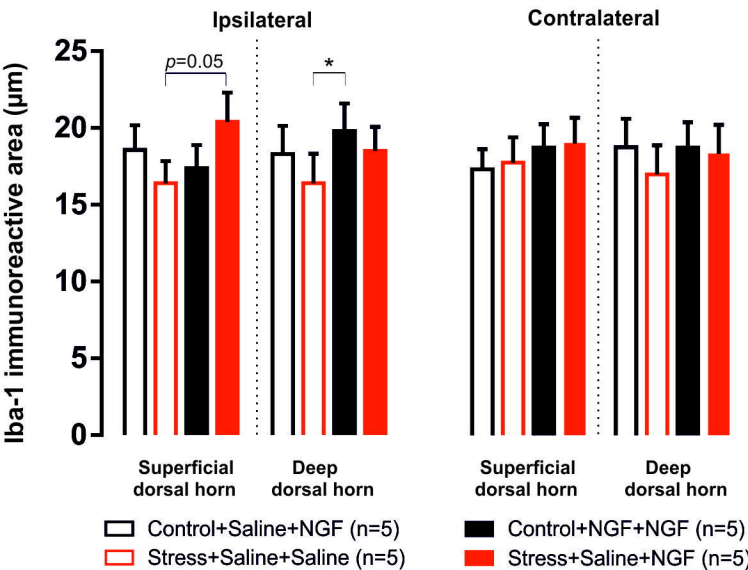 Ipsilateral
Contralateral
Iba-1 immunoreactive area (µm)
25
20
15
10
5
0
p=0.05
*
Superficial
dorsal horn
Deep
dorsal horn
Superficial
dorsal horn
Deep
dorsal horn
Control+Saline+NGF (n=5)
Stress+Saline+Saline (n=5)
Control+NGF+NGF (n=5)
Stress+Saline+NGF (n=5)